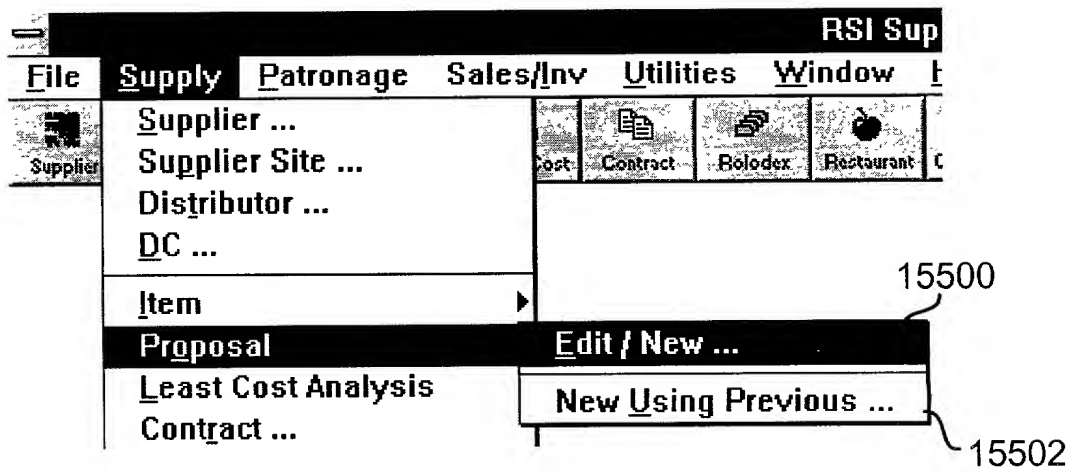 RSI Sup
File Supply Patronage Sales/Inv Utilities Window
Supplier Cost Contract Rolodex Restaurant
Supplier ...
Supplier Site ...
Distributor ...
DC ...
15500
Item
Proposal Edit / New ...
Least Cost Analysis New Using Previous ...
Contract ...
15502